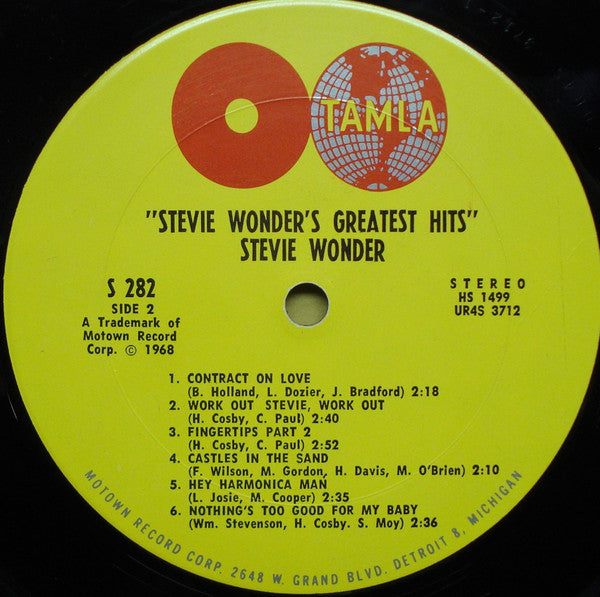 TAMLA
"STEVIE WONDER'S GREATEST HITS"
STEVIE WONDER
S 282
SIDE 2
A Trademark of
Motown Record
Corp. © 1968
STEREO
HS 1499
UR4S 3712
1. CONTRACT ON LOVE
(B. Holland, L. Dozier, J. Bradford) 2:18
2. WORK OUT STEVIE, WORK OUT
(H. Cosby, C. Paul) 2:40
3. FINGERTIPS PART 2
(H. Cosby, C. Paul) 2:52
4. CASTLES IN THE SAND
(F. Wilson, M. Gordon, H. Davis, M. O'Brien) 2:10
5. HEY HARMONICA MAN
(L. Josie, M. Cooper) 2:35
6. NOTHING'S TOO GOOD FOR MY BABY
(Wm. Stevenson, H. Cosby. S. Moy) 2:36
MOTOWN RECORD CORP. 2648 W. GRAND BLVD. DETROIT 8, MICHIGAN